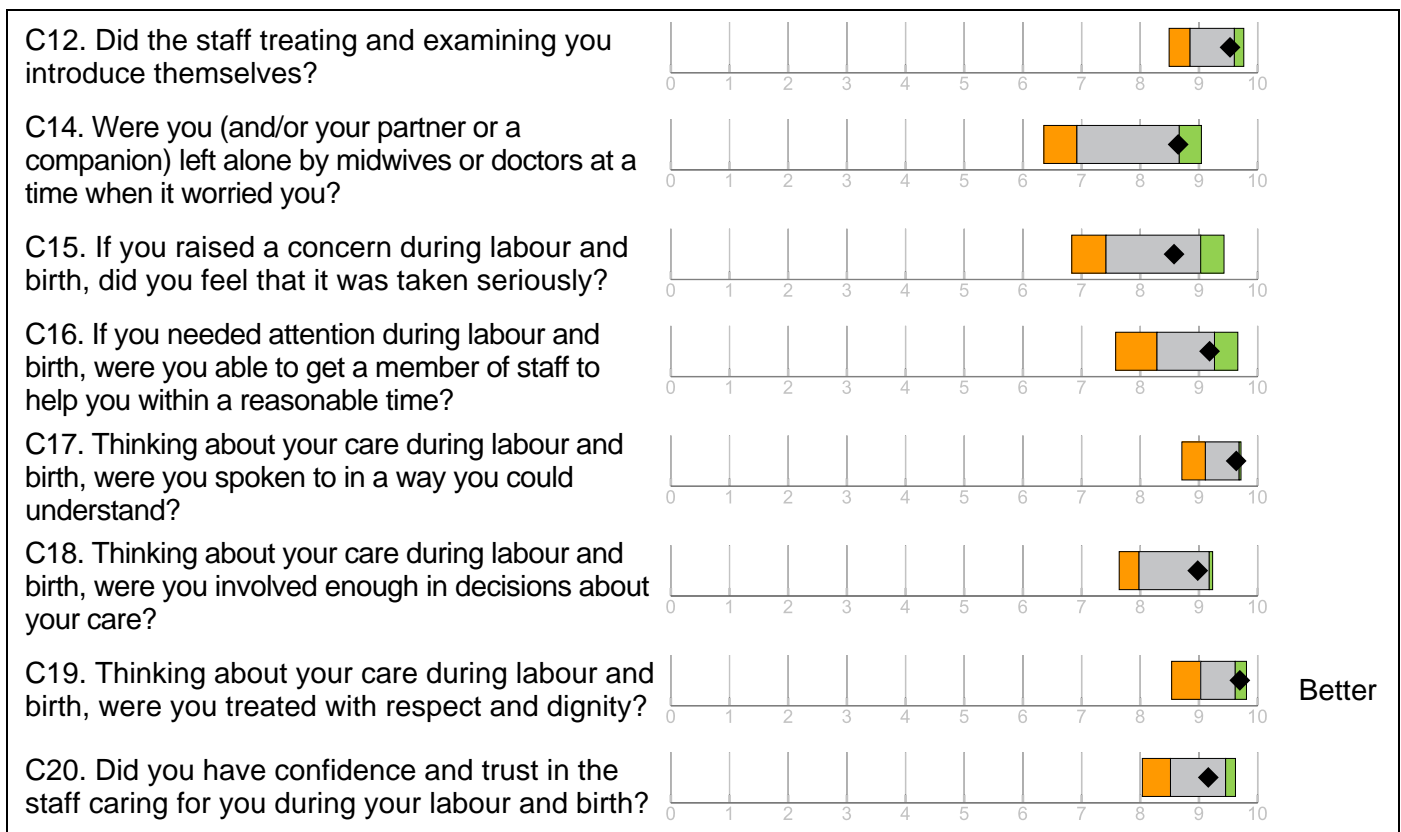 C12. Did the staff treating and examining you
introduce themselves?
0 1 2 3 4 5 6 7 8 9 10
C14. Were you (and/or your partner or a
companion) left alone by midwives or doctors at a
time when it worried you?
0 1 2 3 4 5 6 7 8 9 10
C15. If you raised a concern during labour and
birth, did you feel that it was taken seriously?
0 1 2 3 4 5 6 7 8 9 10
C16. If you needed attention during labour and
birth, were you able to get a member of staff to
help you within a reasonable time?
0 1 2 3 4 5 6 7 8 9 10
C17. Thinking about your care during labour and
birth, were you spoken to in a way you could
understand?
0 1 2 3 4 5 6 7 8 9 10
C18. Thinking about your care during labour and
birth, were you involved enough in decisions about
your care?
0 1 2 3 4 5 6 7 8 9 10
C19. Thinking about your care during labour and
birth, were you treated with respect and dignity?
0 1 2 3 4 5 6 7 8 9 10
Better
C20. Did you have confidence and trust in the
staff caring for you during your labour and birth?
0 1 2 3 4 5 6 7 8 9 10